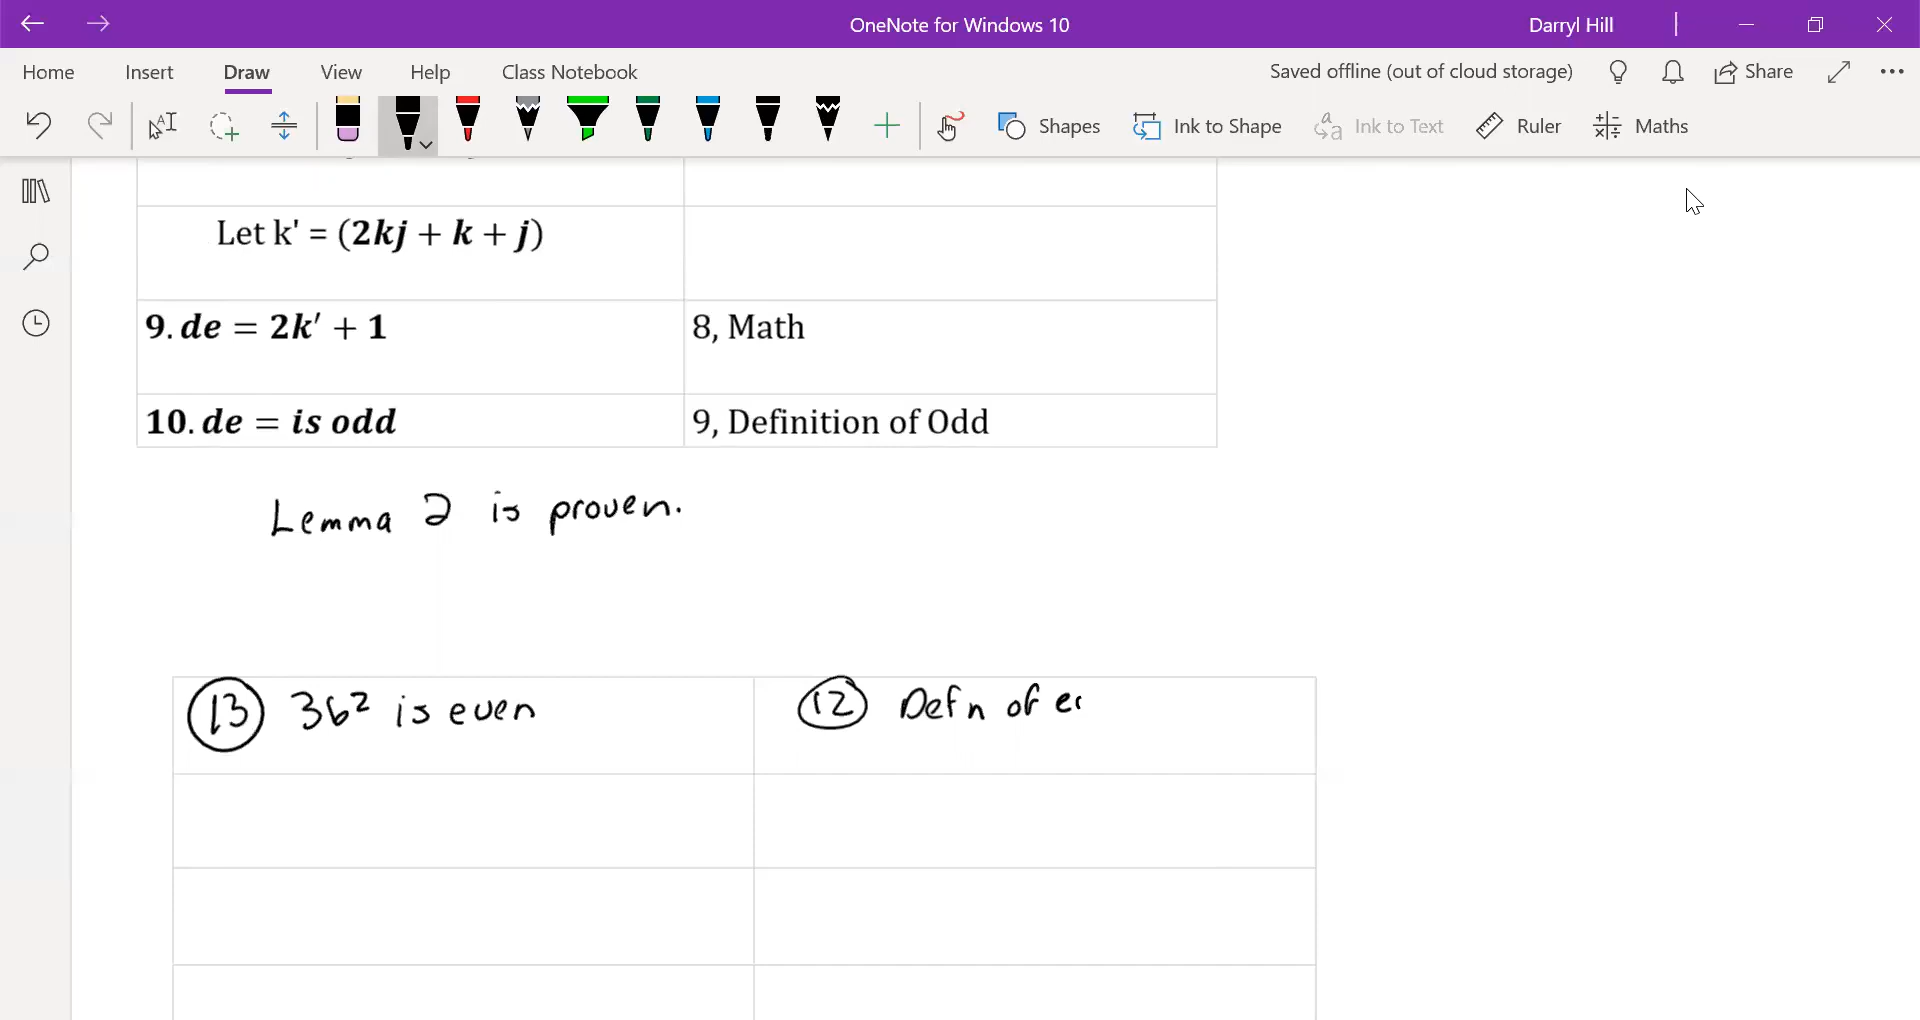 OneNote for Windows 10
Darryl Hill
Home Insert Draw View Help Class Notebook
Saved offline (out of cloud storage) Share
Shapes Ink to Shape Ink to Text Ruler Maths
Let k' = (2kj + k + j)
9. de = 2k′ + 1
8, Math
10. de = is odd
9, Definition of Odd
Lemma 2 is proven.
13 3b² is even
12 Defn of